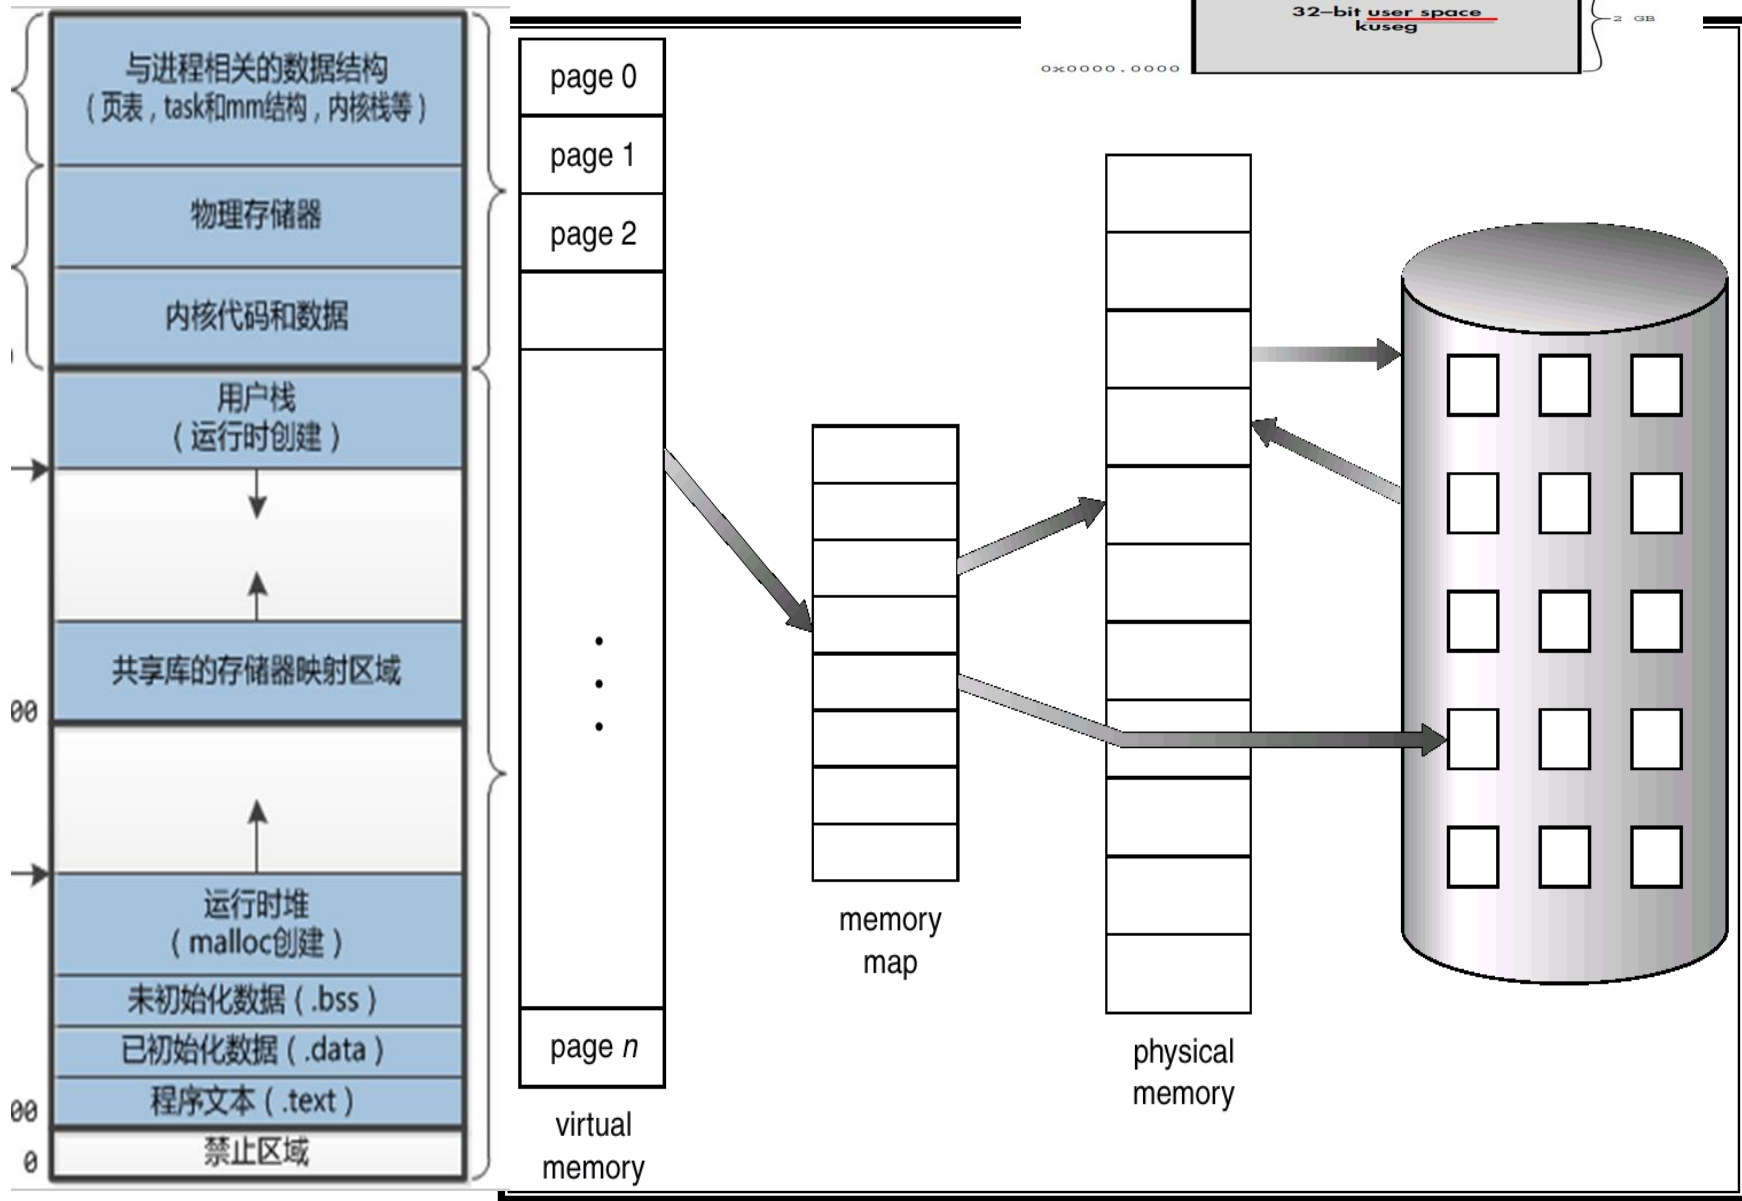 与进程相关的数据结构
（页表，task和mm结构，内核栈等）
物理存储器
内核代码和数据
用户栈
（运行时创建）
共享库的存储器映射区域
00
运行时堆
（malloc创建）
未初始化数据（.bss）
已初始化数据（.data）
程序文本（.text）
00
禁止区域
0
page 0
page 1
page 2
page n
virtual
memory
memory
map
physical
memory
32-bit user space
kuseg
2 GB
0x0000.0000